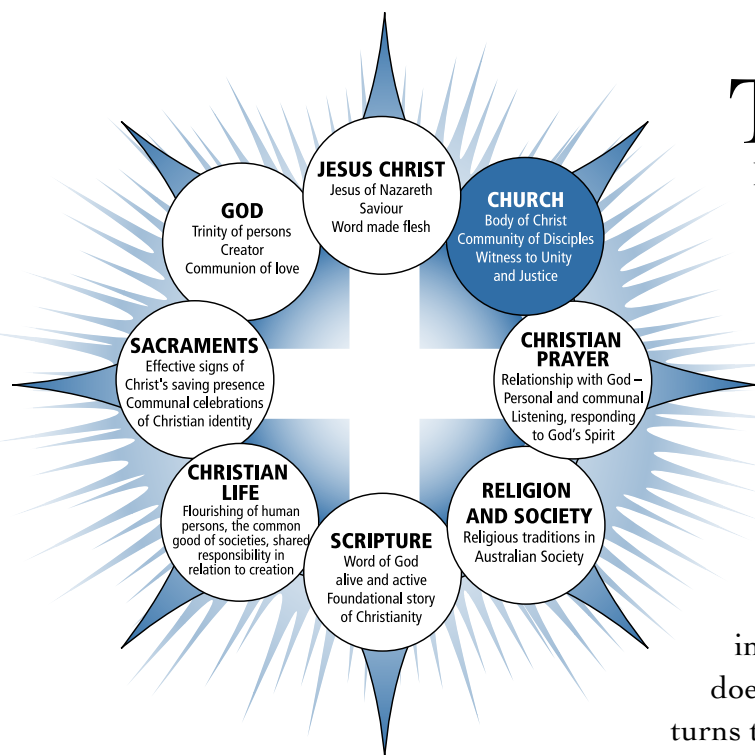 JESUS CHRIST
Jesus of Nazareth
Saviour
Word made flesh
CHURCH
Body of Christ
Community of Disciples
Witness to Unity
and Justice
CHRISTIAN
PRAYER
Relationship with God –
Personal and communal
Listening, responding
to God's Spirit
RELIGION
AND SOCIETY
Religious traditions in
Australian Society
SCRIPTURE
Word of God
alive and active
Foundational story
of Christianity
CHRISTIAN
LIFE
Flourishing of human
persons, the common
good of societies, shared
responsibility in
relation to creation
SACRAMENTS
Effective signs of
Christ's saving presence
Communal celebrations
of Christian identity
GOD
Trinity of persons
Creator
Communion of love
T
in
doe
turns t